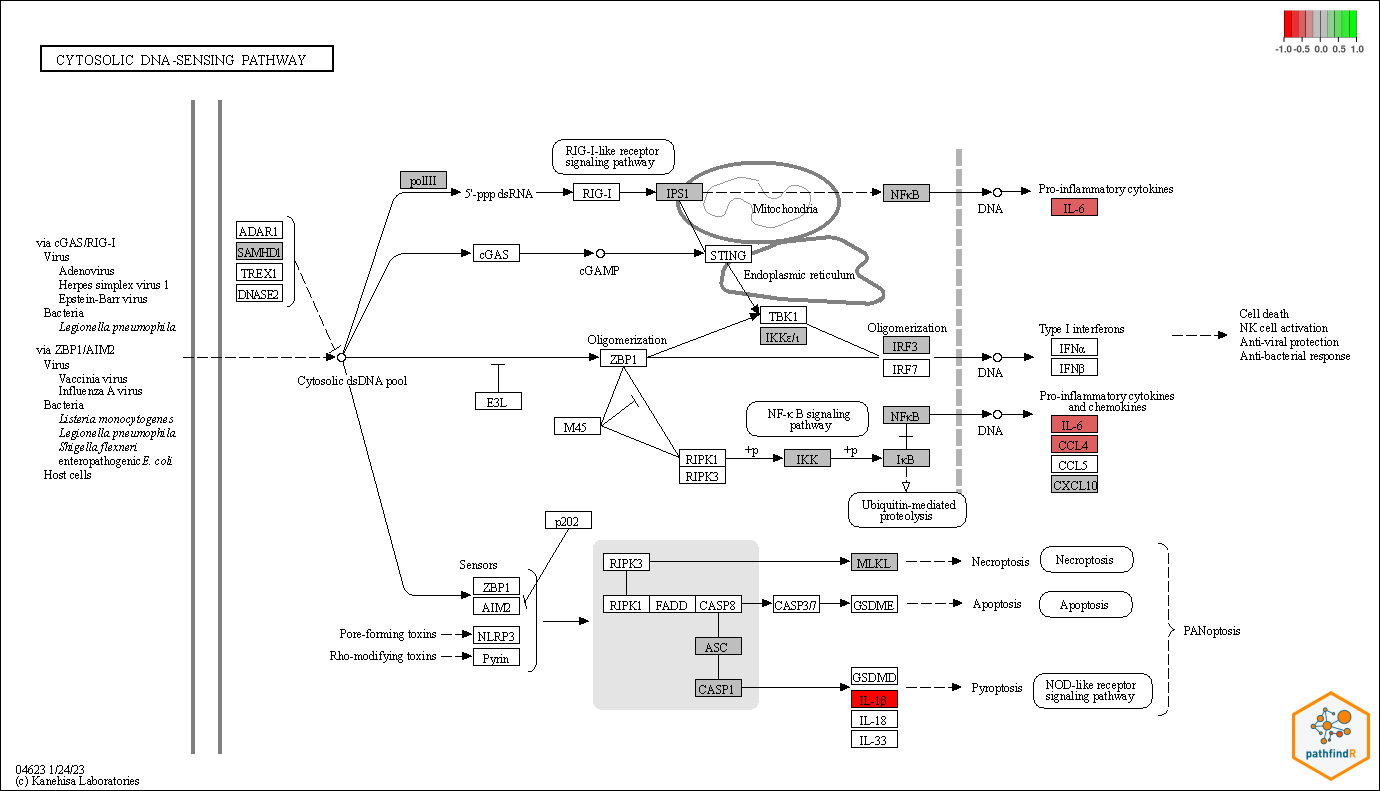 -1.0 -0.5 0.0 0.5 1.0
CYTOSOLIC DNA-SENSING PATHWAY
via cGAS/RIG-I
Virus
Adenovirus
Herpes simplex virus 1
Epstein-Barr virus
Bacteria
Legionella pneumophila
via ZBP1/AIM2
Virus
Vaccinia virus
Influenza A virus
Bacteria
Listeria monocytogenes
Legionella pneumophila
Shigella flexneri
enteropathogenic E. coli
Host cells
ADAR1
SAMHD1
TREX1
DNASE2
Cytosolic dsDNA pool
polIII
5'-ppp dsRNA
RIG-I
RIG-I-like receptor
signaling pathway
IPS1
Mitochondria
NFκB
DNA
Pro-inflammatory cytokines
IL-6
cGAS
cGAMP
STING
Endoplasmic reticulum
TBK1
IKKε/ι
Oligomerization
ZBP1
Oligomerization
IRF3
IRF7
DNA
Type I interferons
IFNα
IFNβ
Cell death
NK cell activation
Anti-viral protection
Anti-bacterial response
E3L
M45
RIPK1
RIPK3
+p
IKK
+p
NF-κ B signaling
pathway
NFκB
IκB
DNA
Pro-inflammatory cytokines
and chemokines
IL-6
CCL4
CCL5
CXCL10
Ubiquitin-mediated
proteolysis
p202
Sensors
ZBP1
AIM2
Pore-forming toxins
NLRP3
Rho-modifying toxins
Pyrin
RIPK3
MLKL
Necroptosis
Necroptosis
RIPK1
FADD
CASP8
CASP3/7
GSDME
Apoptosis
Apoptosis
PANoptosis
ASC
CASP1
GSDMD
IL-1β
IL-18
IL-33
Pyroptosis
NOD-like receptor
signaling pathway
pathfindR
04623 1/24/23
(c) Kanehisa Laboratories